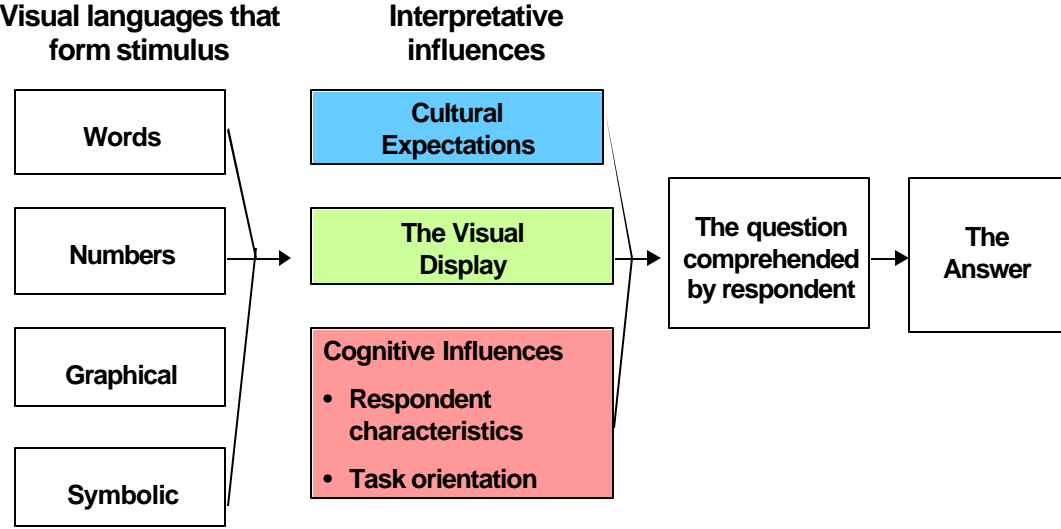 Visual languages that
form stimulus
Words
Numbers
Graphical
Symbolic
Interpretative
influences
Cultural
Expectations
The Visual
Display
Cognitive Influences
• Respondent
characteristics
• Task orientation
The question
comprehended
by respondent
The
Answer